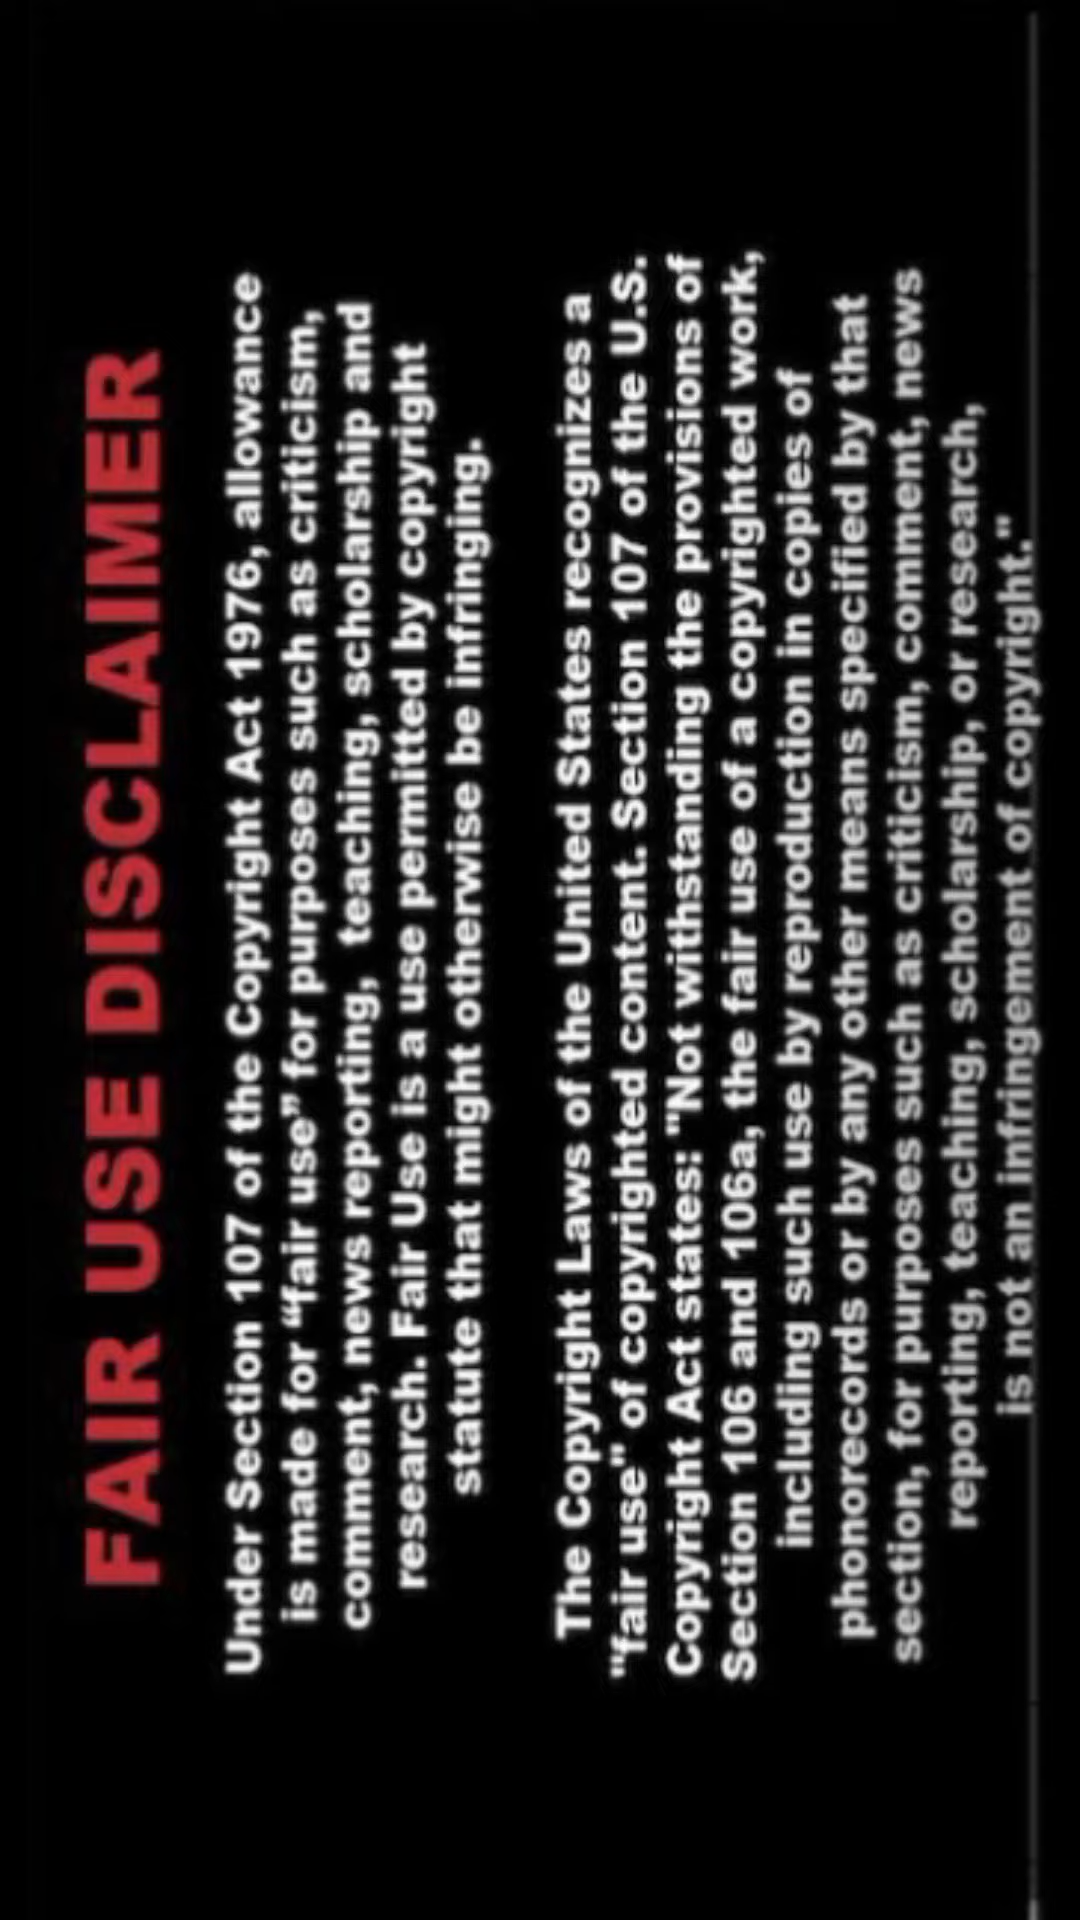 FAIR USE DISCLAIMER
Under Section 107 of the Copyright Act 1976, allowance
is made for “fair use” for purposes such as criticism,
comment, news reporting, teaching, scholarship and
research. Fair Use is a use permitted by copyright
statute that might otherwise be infringing.
The Copyright Laws of the United States recognizes a
"fair use" of copyrighted content. Section 107 of the U.S.
Copyright Act states: "Not withstanding the provisions of
Section 106 and 106a, the fair use of a copyrighted work,
including such use by reproduction in copies of
phonorecords or by any other means specified by that
section, for purposes such as criticism, comment, news
reporting, teaching, scholarship, or research,
is not an infringement of copyright."